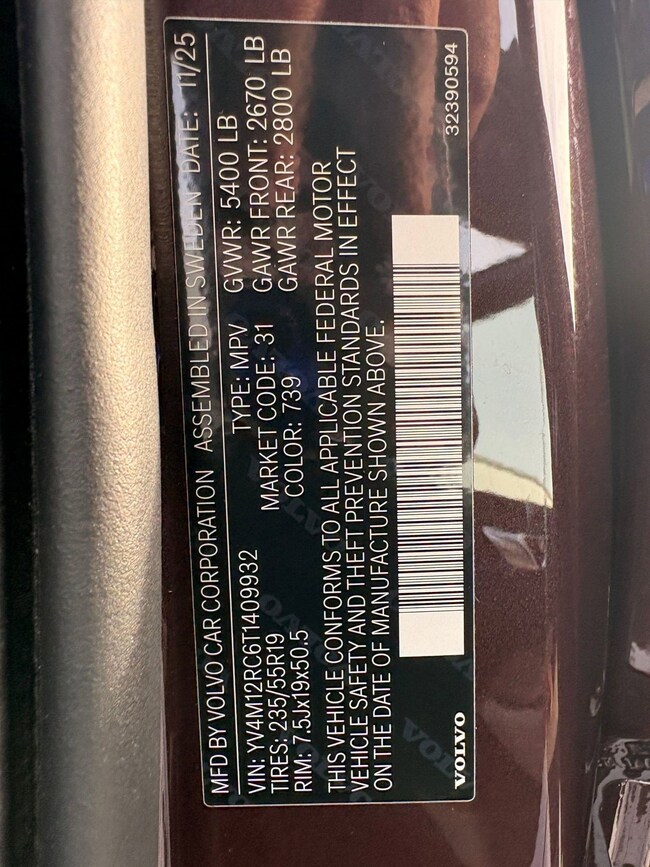 MFD BY VOLVO CAR CORPORATION ASSEMBLED IN SWEDEN DATE: 11/25
VIN: YV4M12RC6T1409932 TYPE: MPV GVWR: 5400 LB
TIRES: 235/55R19 MARKET CODE: 31 GAWR FRONT: 2670 LB
RIM: 7.5Jx19x50.5 COLOR: 739 GAWR REAR: 2800 LB
THIS VEHICLE CONFORMS TO ALL APPLICABLE FEDERAL MOTOR
VEHICLE SAFETY AND THEFT PREVENTION STANDARDS IN EFFECT
ON THE DATE OF MANUFACTURE SHOWN ABOVE.
VOLVO 32390594